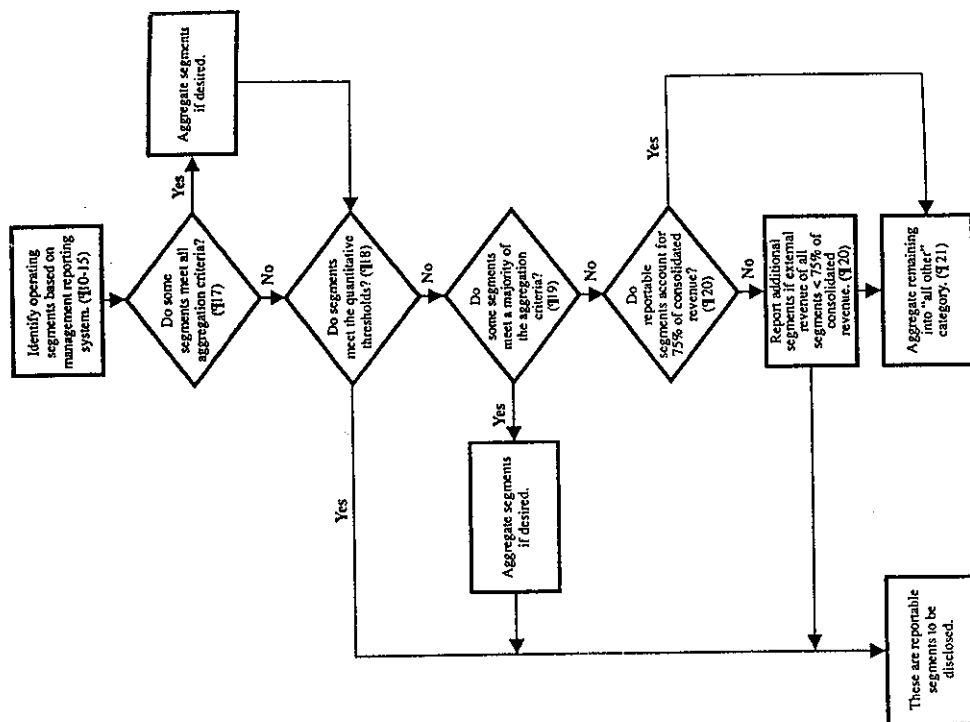 Identify operating
segments based on
management reporting
system. (¶10-15)
Do some
segments meet all
aggregation criteria?
(¶17)
Yes
Aggregate segments
if desired.
No
Do segments
meet the quantitative
thresholds? (¶18)
Yes
No
Do
some segments
meet a majority of
the aggregation
criteria?
(¶19)
Yes
Aggregate segments
if desired.
No
Do
reportable
segments account for
75% of consolidated
revenue?
(¶20)
Yes
No
Report additional
segments if external
revenue of all
segments < 75% of
consolidated
revenue. (¶20)
Aggregate remaining
into "all other"
category. (¶21)
These are reportable
segments to be
disclosed.